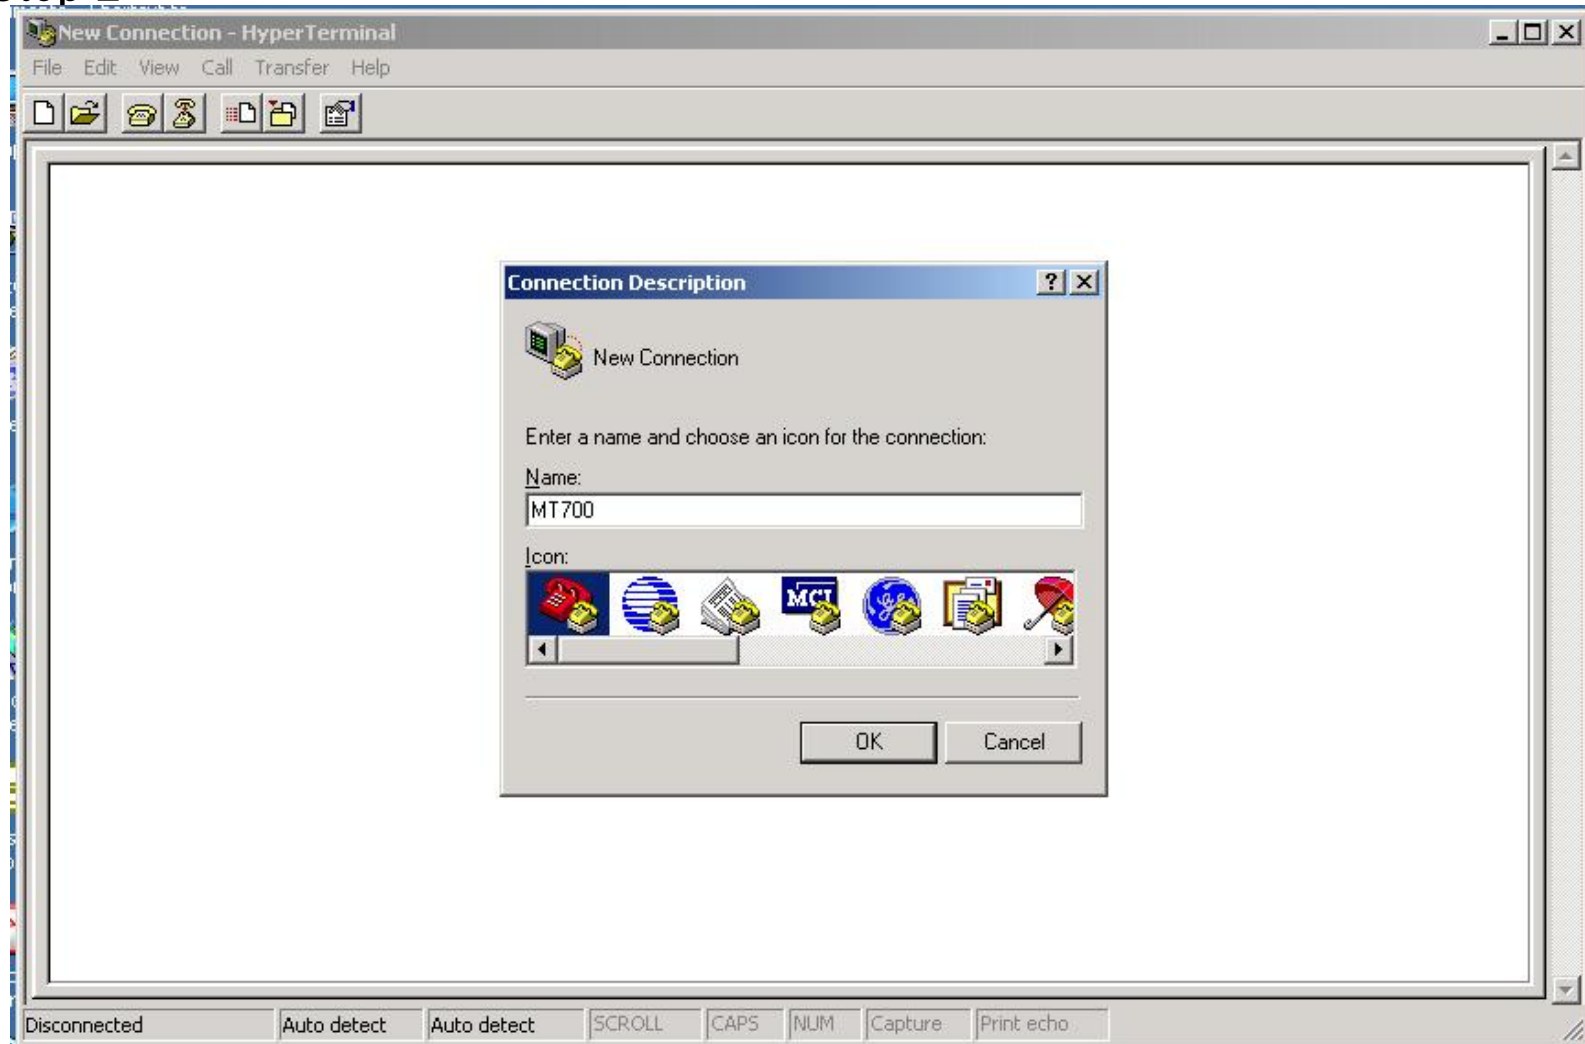 New Connection - HyperTerminal
File Edit View Call Transfer Help
Connection Description
New Connection
Enter a name and choose an icon for the connection:
Name:
MT700
Icon:
MCI
OK Cancel
Disconnected Auto detect Auto detect SCROLL CAPS NUM Capture Print echo